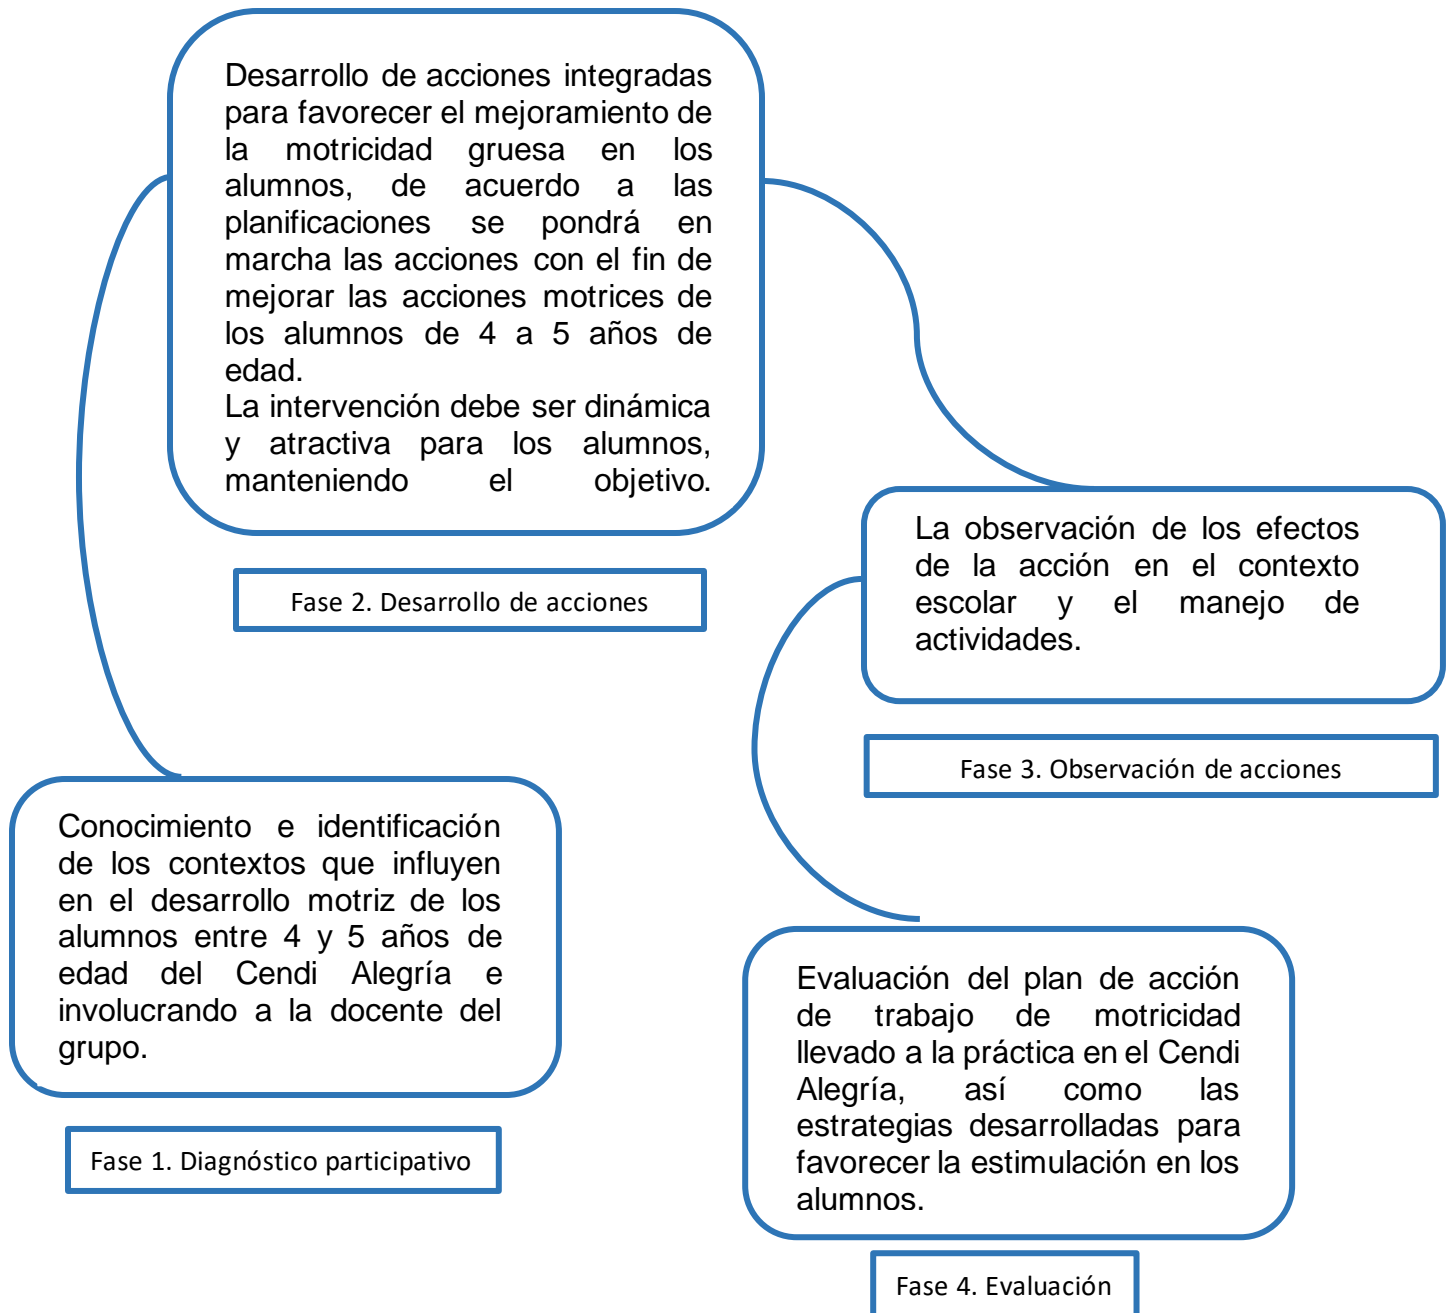 Desarrollo de acciones integradas
para favorecer el mejoramiento de
la motricidad gruesa en los
alumnos, de acuerdo a las
planificaciones se pondrá en
marcha las acciones con el fin de
mejorar las acciones motrices de
los alumnos de 4 a 5 años de
edad.
La intervención debe ser dinámica
y atractiva para los alumnos,
manteniendo el objetivo.
Fase 2. Desarrollo de acciones
La observación de los efectos
de la acción en el contexto
escolar y el manejo de
actividades.
Fase 3. Observación de acciones
Conocimiento e identificación
de los contextos que influyen
en el desarrollo motriz de los
alumnos entre 4 y 5 años de
edad del Cendi Alegría e
involucrando a la docente del
grupo.
Fase 1. Diagnóstico participativo
Evaluación del plan de acción
de trabajo de motricidad
llevado a la práctica en el Cendi
Alegría, así como las
estrategias desarrolladas para
favorecer la estimulación en los
alumnos.
Fase 4. Evaluación